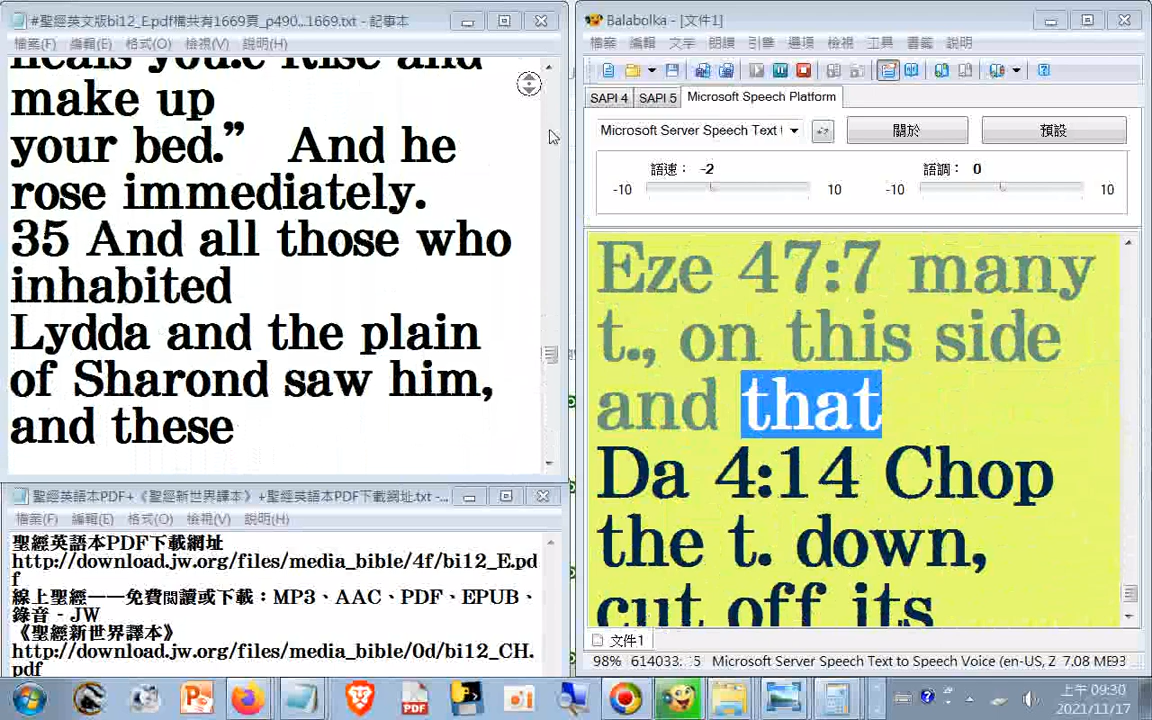 #聖經英文版bi12_E.pdf檔共有1669頁_p490,..1669.txt - 記事本
檔案(F) 編輯(E) 格式(O) 檢視(V) 說明(H)
heals you.c Rise and
make up
your bed.” And he
rose immediately.
35 And all those who
inhabited
Lydda and the plain
of Sharond saw him,
and these
聖經英語本PDF+《聖經新世界譯本》+聖經英語本PDF下載網址.txt -...
檔案(F) 編輯(E) 格式(O) 檢視(V) 說明(H)
聖經英語本PDF下載網址
http://download.jw.org/files/media_bible/4f/bi12_E.pd
f
線上聖經——免費閱讀或下載：MP3、AAC、PDF、EPUB、
錄音 - JW
《聖經新世界譯本》
http://download.jw.org/files/media_bible/0d/bi12_CH.
pdf
Balabolka - [文件1]
檔案 編輯 文字 朗讀 引擎 選項 檢視 工具 書籤 說明
SAPI 4 SAPI 5 Microsoft Speech Platform
Microsoft Server Speech Text 關於 預設
語速： -2 語調： 0
-10 10 -10 10
Eze 47:7 many
t., on this side
and that
Da 4:14 Chop
the t. down,
cut off its
文件1
98% 614033: Microsoft Server Speech Text to Speech Voice (en-US, Z 7.08 ME
PDF
上午 09:30
2021/11/17